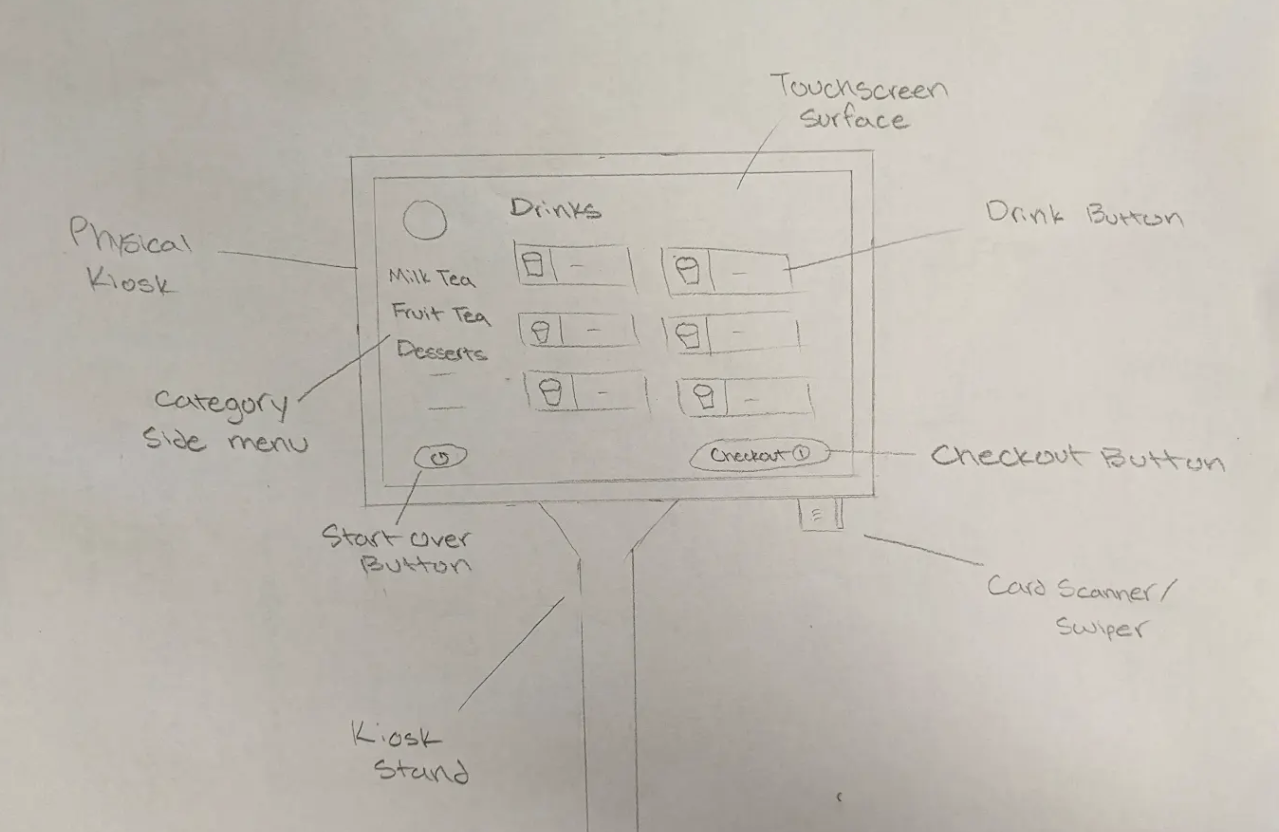 Touchscreen
Surface
Drinks
Drink Button
Physical
Kiosk
Milk Tea
Fruit Tea
Desserts
Category
Side menu
Checkout 1
Checkout Button
Start over
Button
Card Scanner/
Swiper
Kiosk
Stand